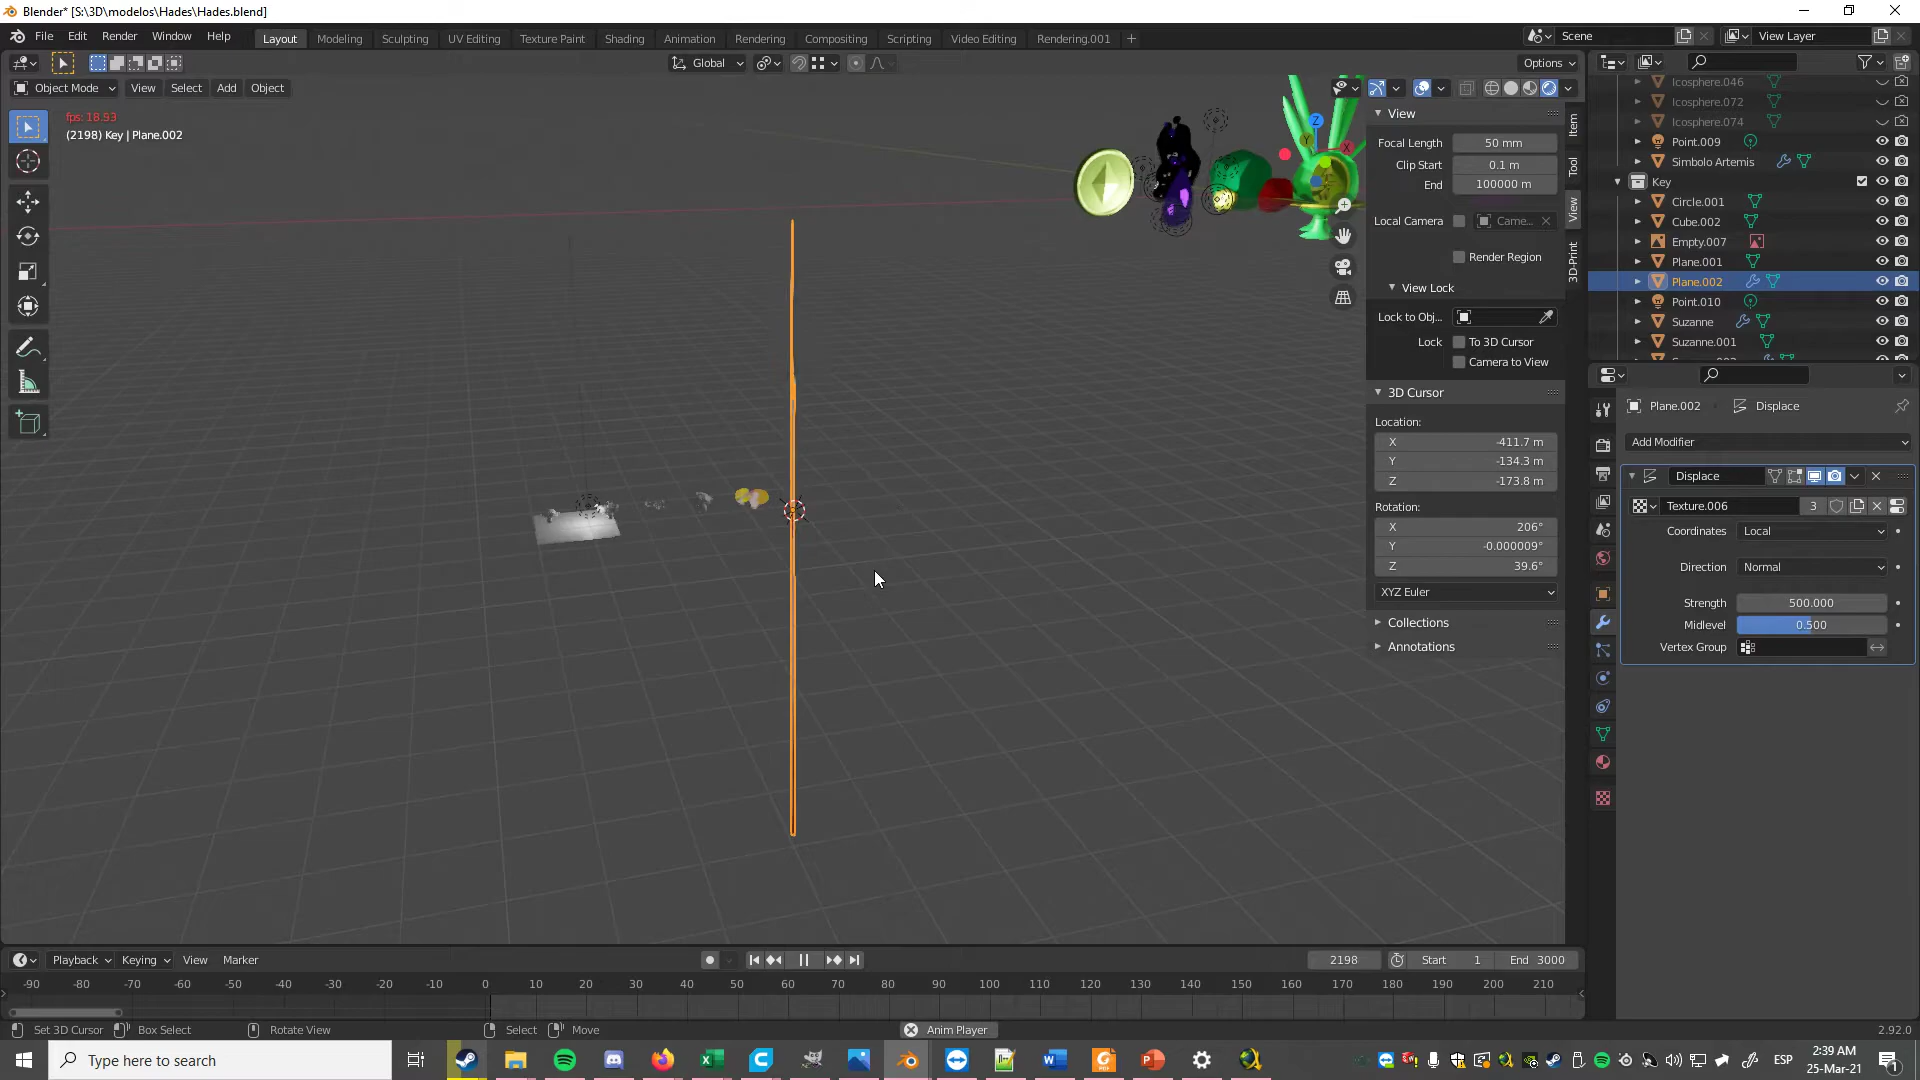 Blender* [S:\3D\modelos\Hades\Hades.blend]
File Edit Render Window Help
Layout Modeling Sculpting UV Editing Texture Paint Shading Animation Rendering Compositing Scripting Video Editing Rendering.001 +
Scene View Layer
Global
Options
Object Mode View Select Add Object
fps: 18.93
(2198) Key | Plane.002
Z
Y
X
View
Focal Length 50 mm
Clip Start 0.1 m
End 100000 m
Local Camera Came...
Render Region
View Lock
Lock to Obj...
Lock To 3D Cursor
Camera to View
3D Cursor
Location:
X -411.7 m
Y -134.3 m
Z -173.8 m
Rotation:
X 206°
Y -0.000009°
Z 39.6°
XYZ Euler
Collections
Annotations
Item
Tool
View
3D-Print
Icosphere.046
Icosphere.072
Icosphere.074
Point.009
Simbolo Artemis
Key
Circle.001
Cube.002
Empty.007
Plane.001
Plane.002
Point.010
Suzanne
Suzanne.001
Plane.002 Displace
Add Modifier
Displace
Texture.006 3
Coordinates Local
Direction Normal
Strength 500.000
Midlevel 0.500
Vertex Group
Playback Keying View Marker
2198 Start 1 End 3000
-90 -80 -70 -60 -50 -40 -30 -20 -10 0 10 20 30 40 50 60 70 80 90 100 110 120 130 140 150 160 170 180 190 200 210
Set 3D Cursor Box Select Rotate View Select Move Anim Player 2.92.0
Type here to search
ESP
2:39 AM
25-Mar-21
1